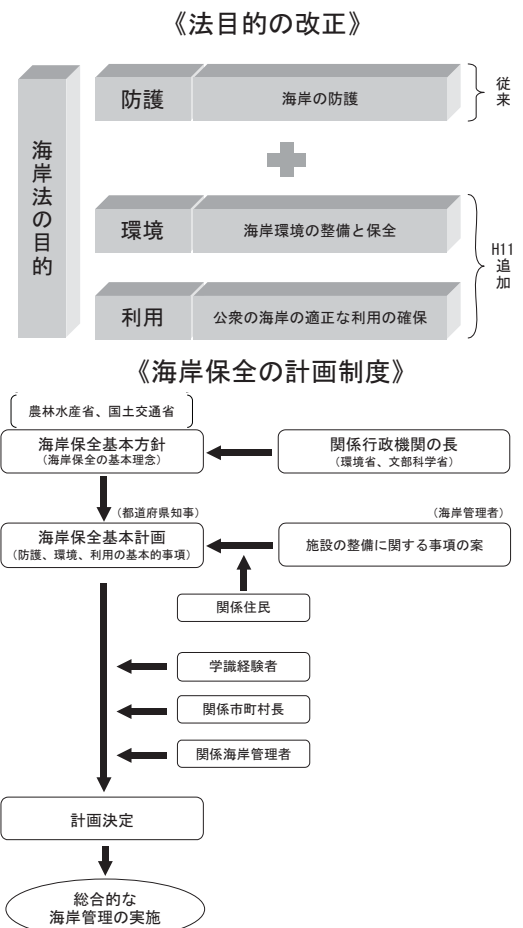 《法目的の改正》
海岸法の目的
防護
海岸の防護
従来
環境
海岸環境の整備と保全
利用
公衆の海岸の適正な利用の確保
H11
追加
《海岸保全の計画制度》
農林水産省、国土交通省
海岸保全基本方針
(海岸保全の基本理念)
関係行政機関の長
(環境省、文部科学省)
(都道府県知事)
海岸保全基本計画
(防護、環境、利用の基本的事項)
(海岸管理者)
施設の整備に関する事項の案
関係住民
学識経験者
関係市町村長
関係海岸管理者
計画決定
総合的な
海岸管理の実施